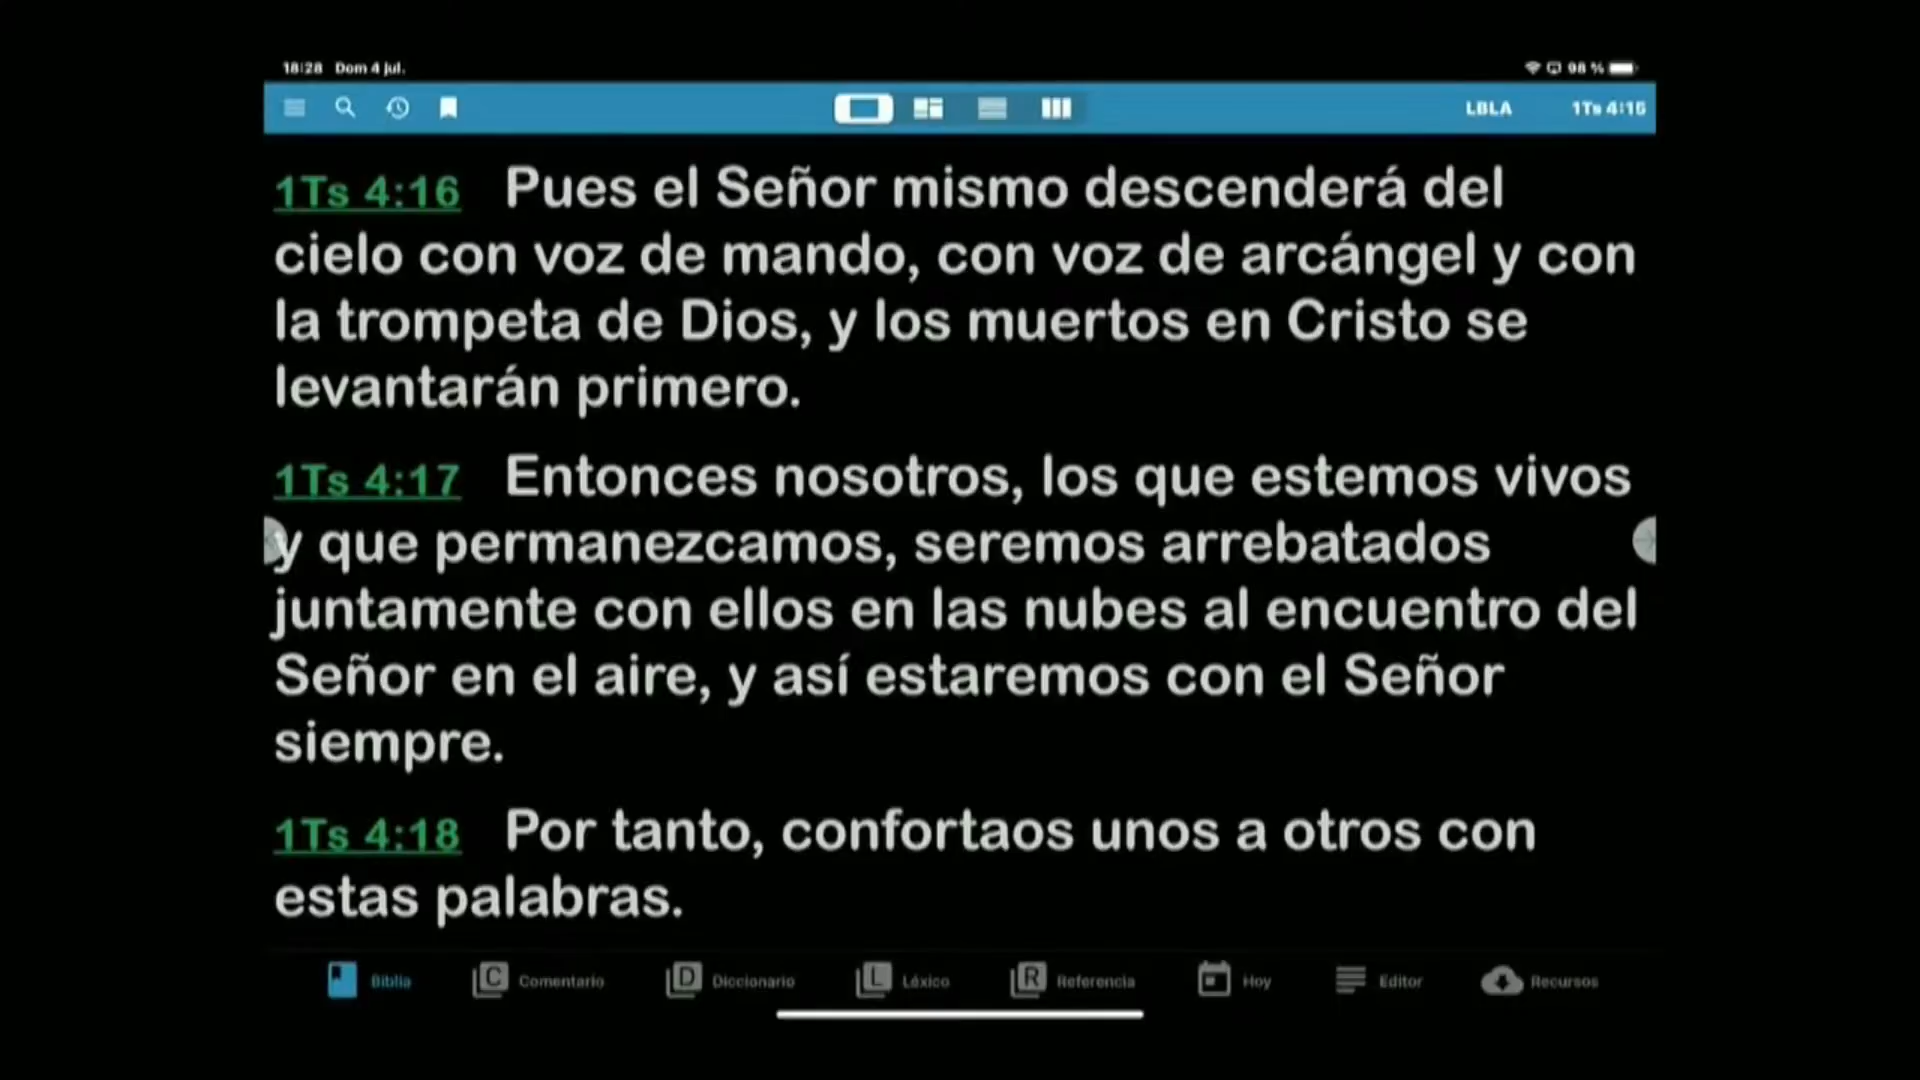 18:28 Dom 4 jul.
98 %
LBLA 1Ts 4:16
1Ts 4:16 Pues el Señor mismo descenderá del
cielo con voz de mando, con voz de arcángel y con
la trompeta de Dios, y los muertos en Cristo se
levantarán primero.
1Ts 4:17 Entonces nosotros, los que estemos vivos
y que permanezcamos, seremos arrebatados
juntamente con ellos en las nubes al encuentro del
Señor en el aire, y así estaremos con el Señor
siempre.
1Ts 4:18 Por tanto, confortaos unos a otros con
estas palabras.
Biblia C Comentario D Diccionario L Léxico R Referencia Hoy Editor Recursos